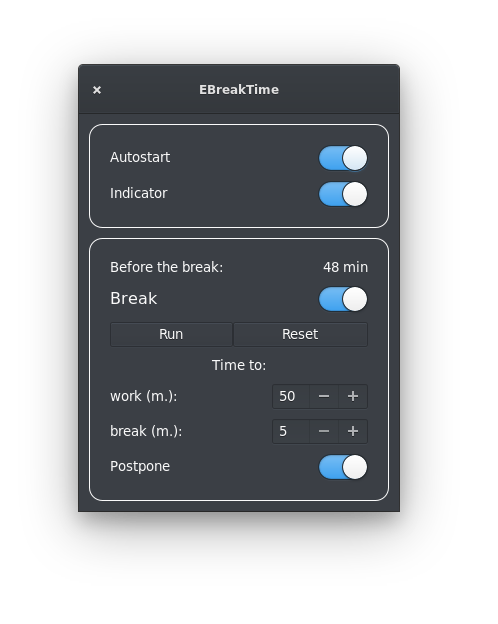 EBreakTime
Autostart
Indicator
Before the break: 48 min
Break
Run Reset
Time to:
work (m.): 50 − +
break (m.): 5 − +
Postpone